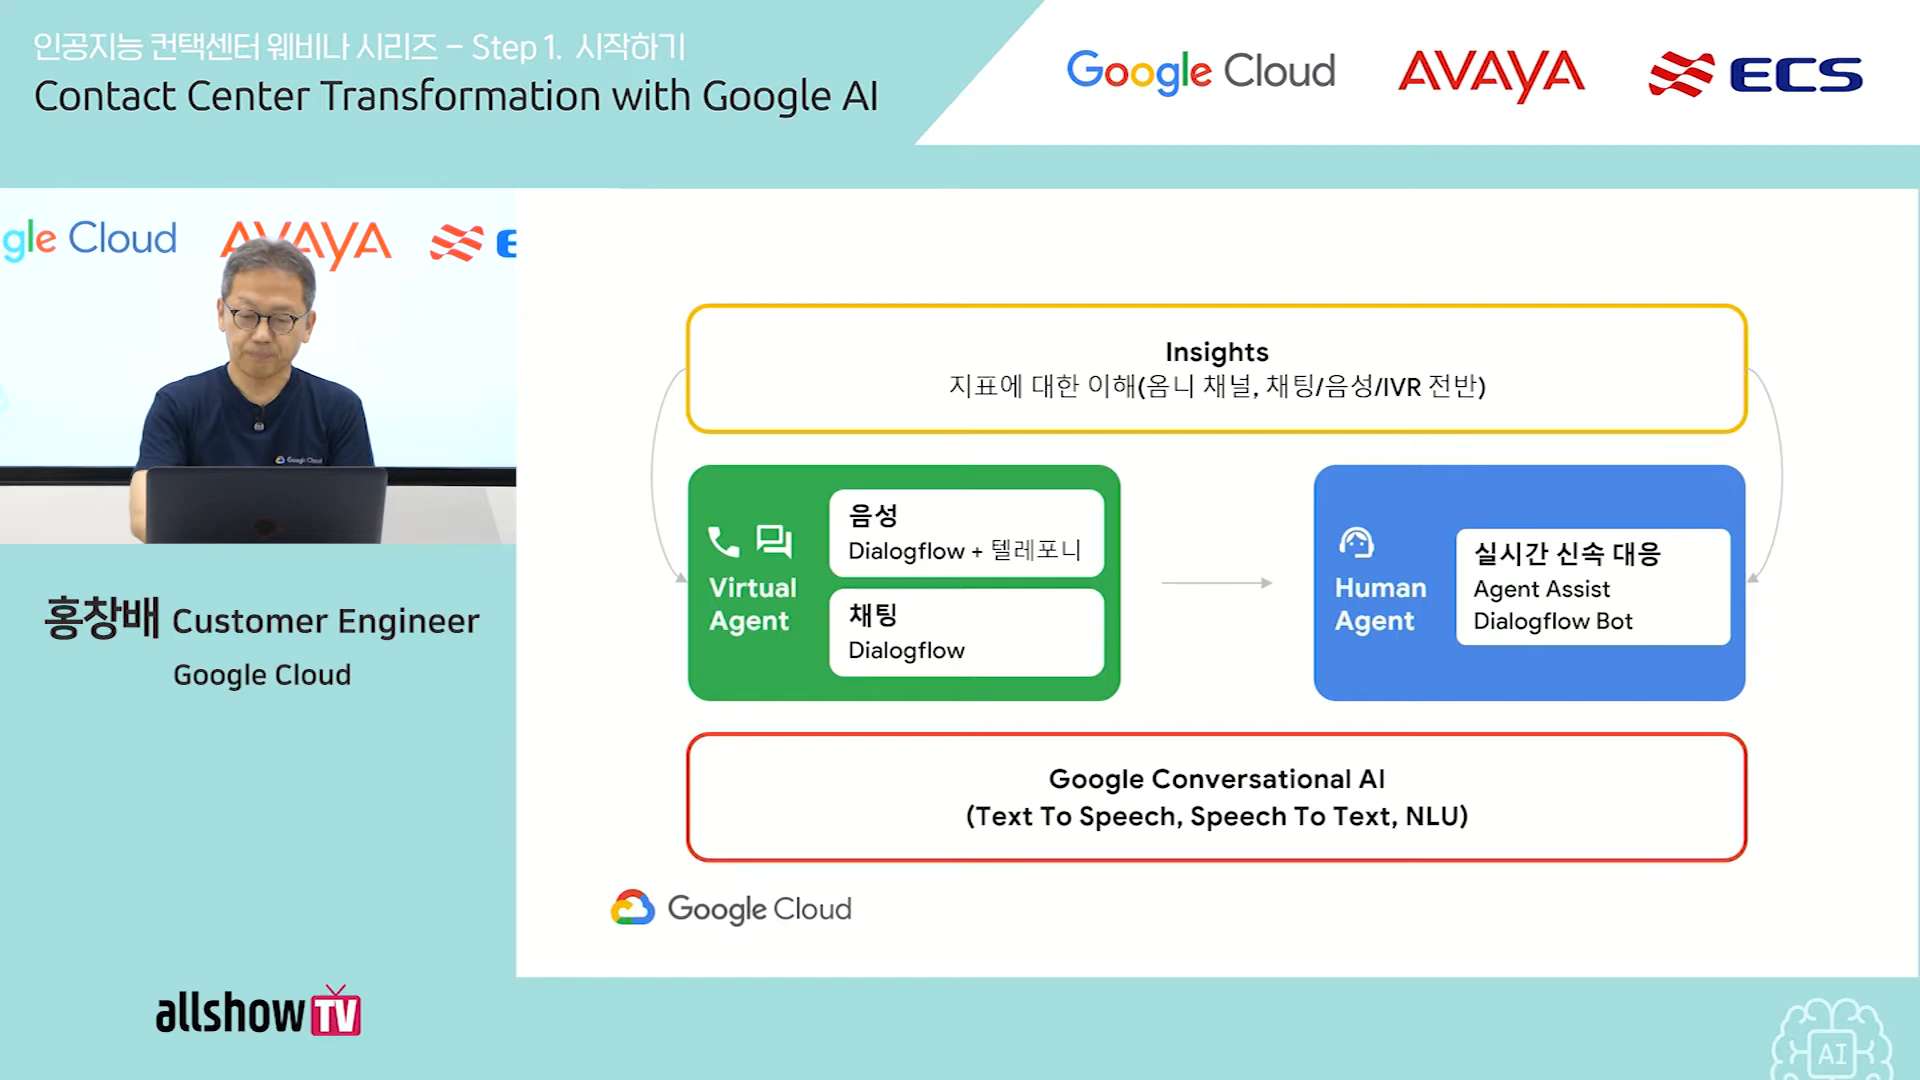 인공지능 컨택센터 웨비나 시리즈 – Step 1. 시작하기
Contact Center Transformation with Google AI
Google Cloud
AVAYA
ECS
gle Cloud
AVAYA
Google Cloud
홍창배 Customer Engineer
Google Cloud
allshowTV
Insights
지표에 대한 이해(옴니 채널, 채팅/음성/IVR 전반)
Virtual
Agent
음성
Dialogflow + 텔레포니
채팅
Dialogflow
Human
Agent
실시간 신속 대응
Agent Assist
Dialogflow Bot
Google Conversational AI
(Text To Speech, Speech To Text, NLU)
Google Cloud
AI